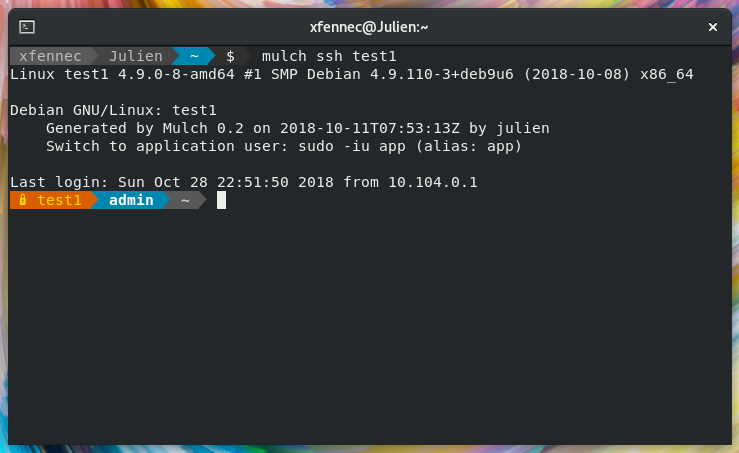 xfennec@Julien:~
xfennec Julien ~ $ mulch ssh test1
Linux test1 4.9.0-8-amd64 #1 SMP Debian 4.9.110-3+deb9u6 (2018-10-08) x86_64
Debian GNU/Linux: test1
Generated by Mulch 0.2 on 2018-10-11T07:53:13Z by julien
Switch to application user: sudo -iu app (alias: app)
Last login: Sun Oct 28 22:51:50 2018 from 10.104.0.1
test1 admin ~